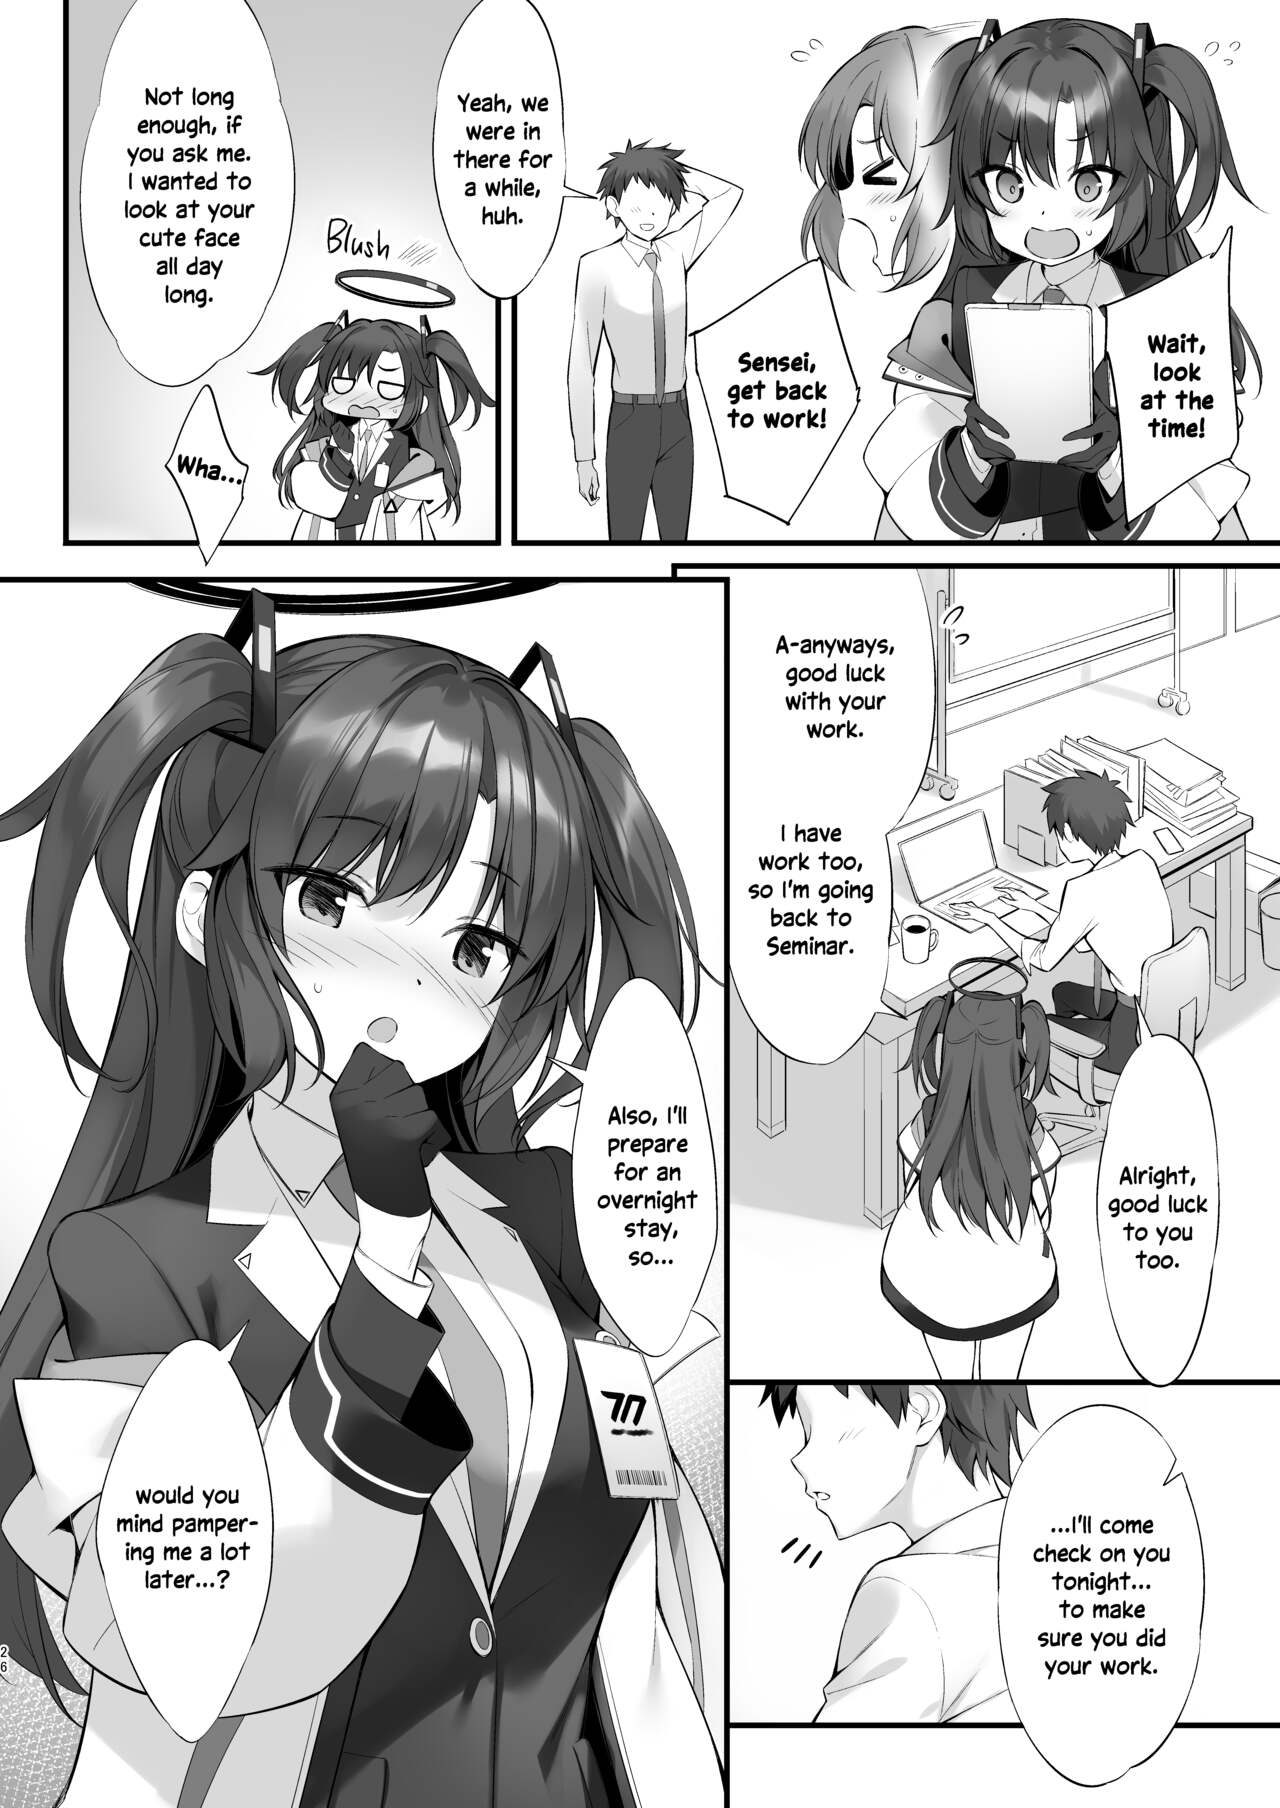 Wait,
look
at the
time!
Sensei,
get back
to work!
Yeah, we
were in
there for
a while,
huh.
Not long
enough, if
you ask me.
I wanted to
look at your
cute face
all day
long.
Blush
Wha...
A-anyways,
good luck
with your
work.
I have
work too,
so I'm going
back to
Seminar.
Alright,
good luck
to you
too.
...I'll come
check on you
tonight...
to make
sure you did
your work.
Also, I'll
prepare
for an
overnight
stay,
so...
would you
mind pamper-
ing me a lot
later...?
26